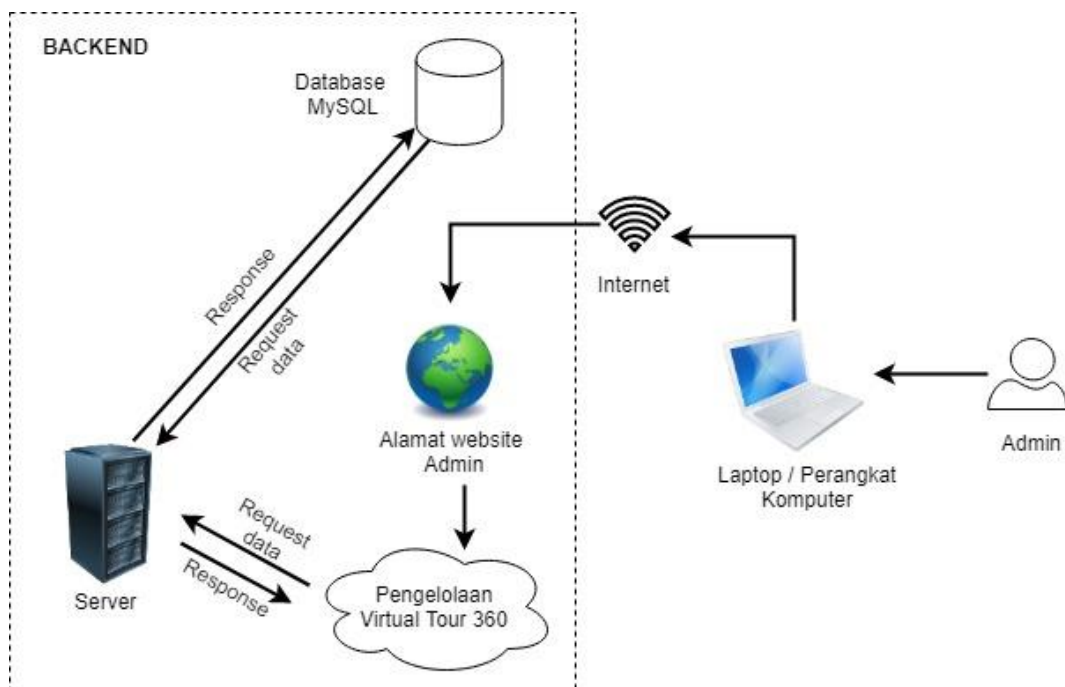 BACKEND
Database
MySQL
Response
Request
data
Internet
Alamat website
Admin
Laptop / Perangkat
Komputer
Admin
Request
data
Response
Server
Pengelolaan
Virtual Tour 360